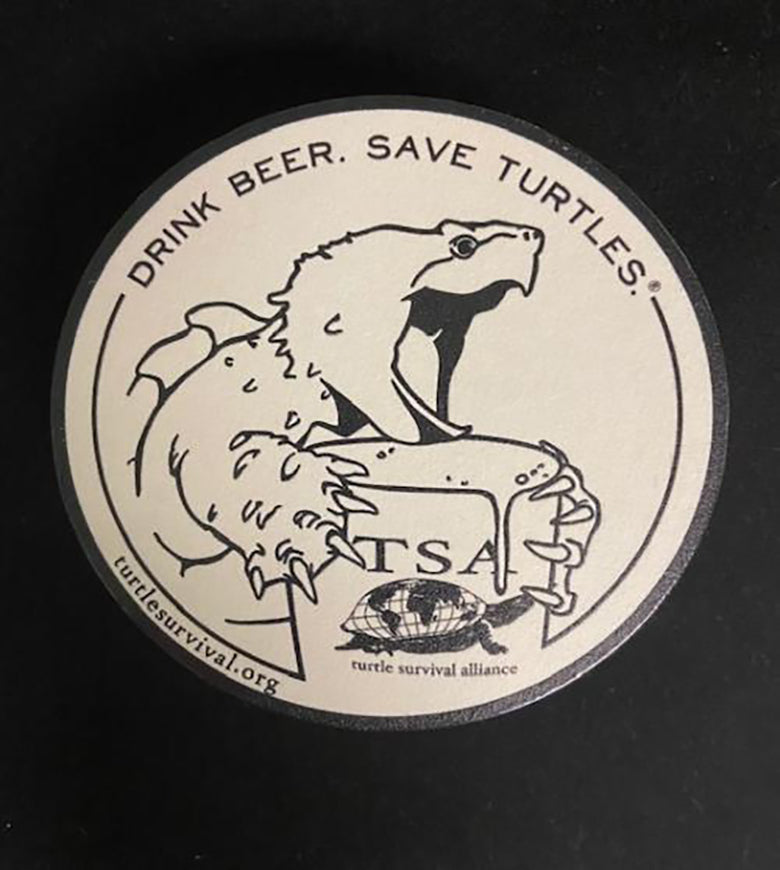 DRINK BEER. SAVE TURTLES.®
TSA
turtle survival alliance
turtlesurvival.org